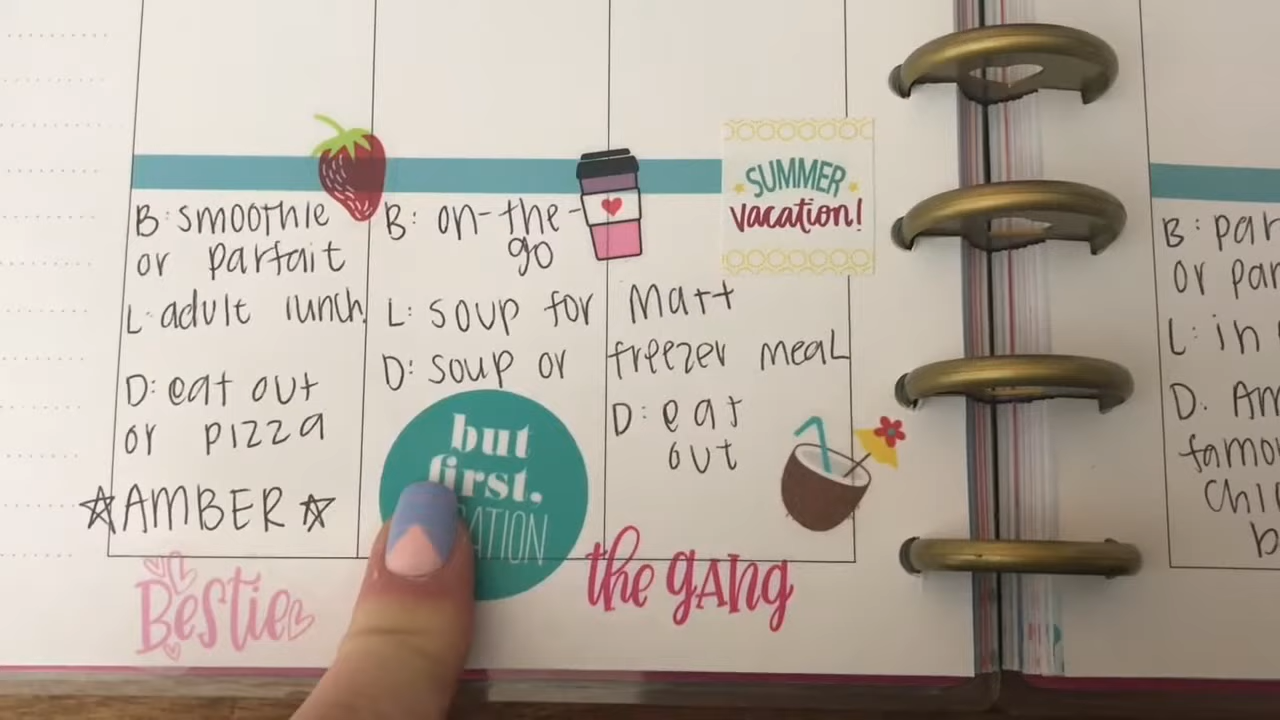 B: smoothie
or parfait
L: adult lunch
D: eat out
or pizza
☆AMBER☆
Bestie
B: on-the-
go
L: soup for
D: soup or
but
first,
Matt
freezer meal
D: eat
out
SUMMER
vacation!
the gang
B: par
or par
L: in
D. Am
famo
chi
b